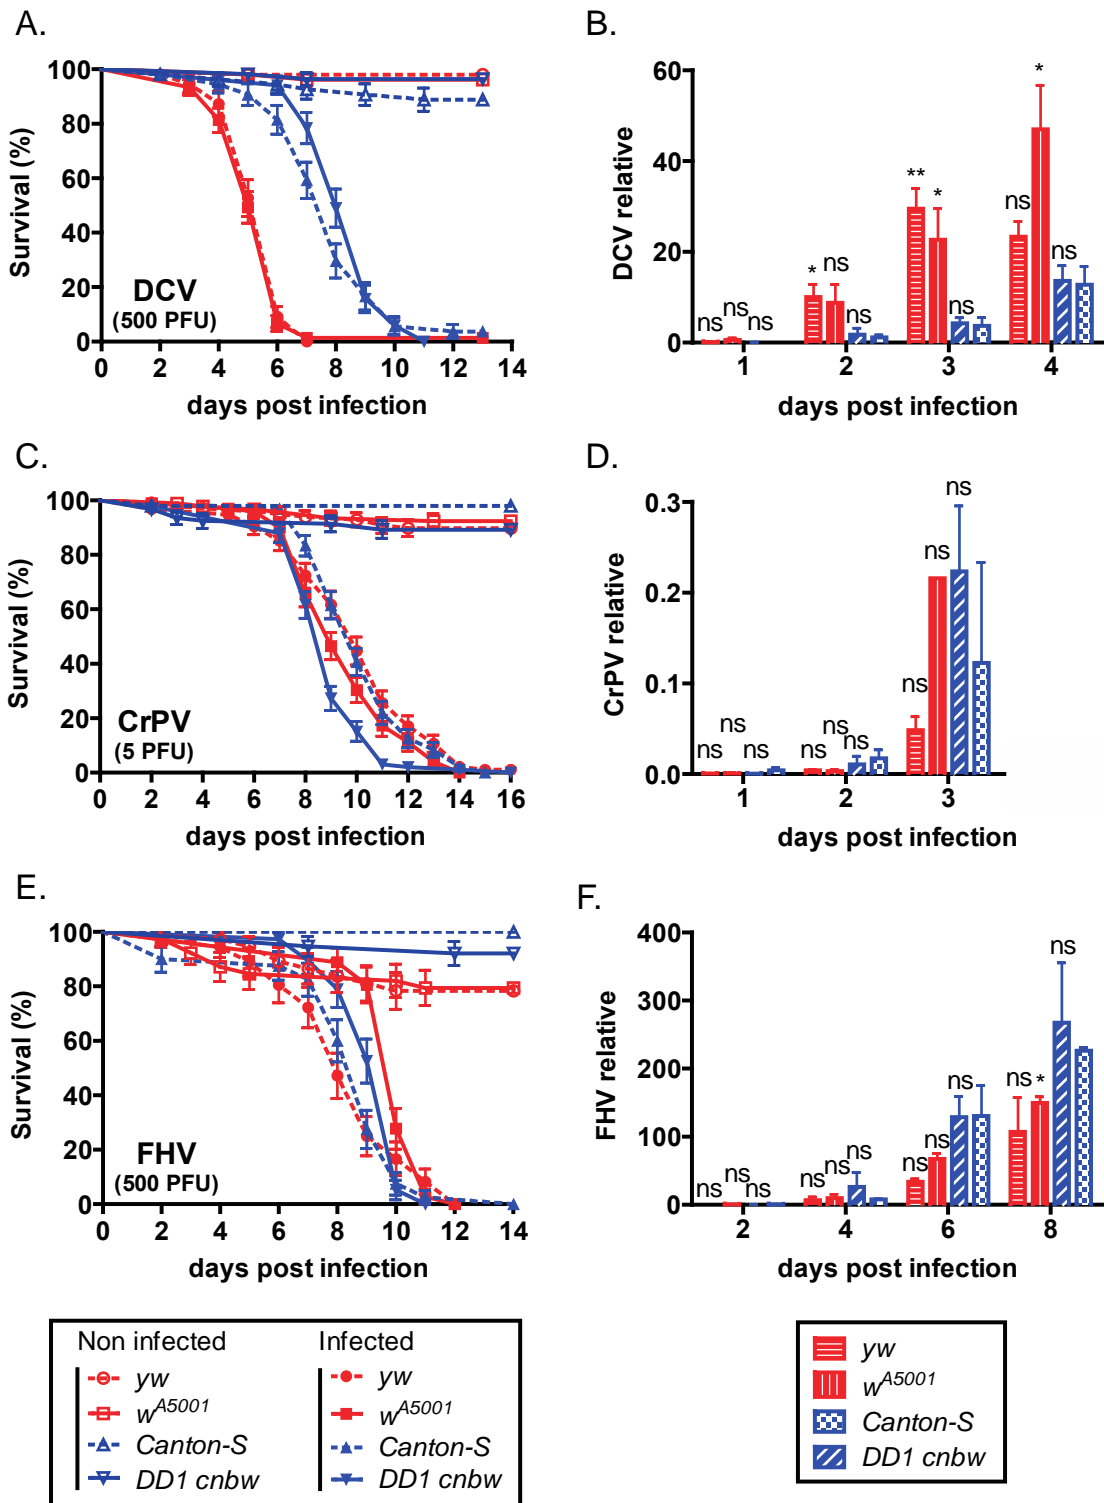 A.
100
80
60
40
20
0
Survival (%)
DCV
(500 PFU)
0 2 4 6 8 10 12 14
days post infection
B.
60
40
20
0
DCV relative
ns ns ns
* ns ns
** * 
ns *
1 2 3 4
days post infection
C.
100
80
60
40
20
0
Survival (%)
CrPV
(5 PFU)
0 2 4 6 8 10 12 14 16
days post infection
D.
0.3
0.2
0.1
0.0
CrPV relative
ns ns ns
ns ns ns
ns ns ns
1 2 3
days post infection
E.
100
80
60
40
20
0
Survival (%)
FHV
(500 PFU)
0 2 4 6 8 10 12 14
days post infection
F.
400
300
200
100
0
FHV relative
ns ns ns
ns ns ns
ns ns ns
ns * ns
2 4 6 8
days post infection
Non infected
yw
w^A5001
Canton-S
DD1 cnbw
Infected
yw
w^A5001
Canton-S
DD1 cnbw
yw
w^A5001
Canton-S
DD1 cnbw